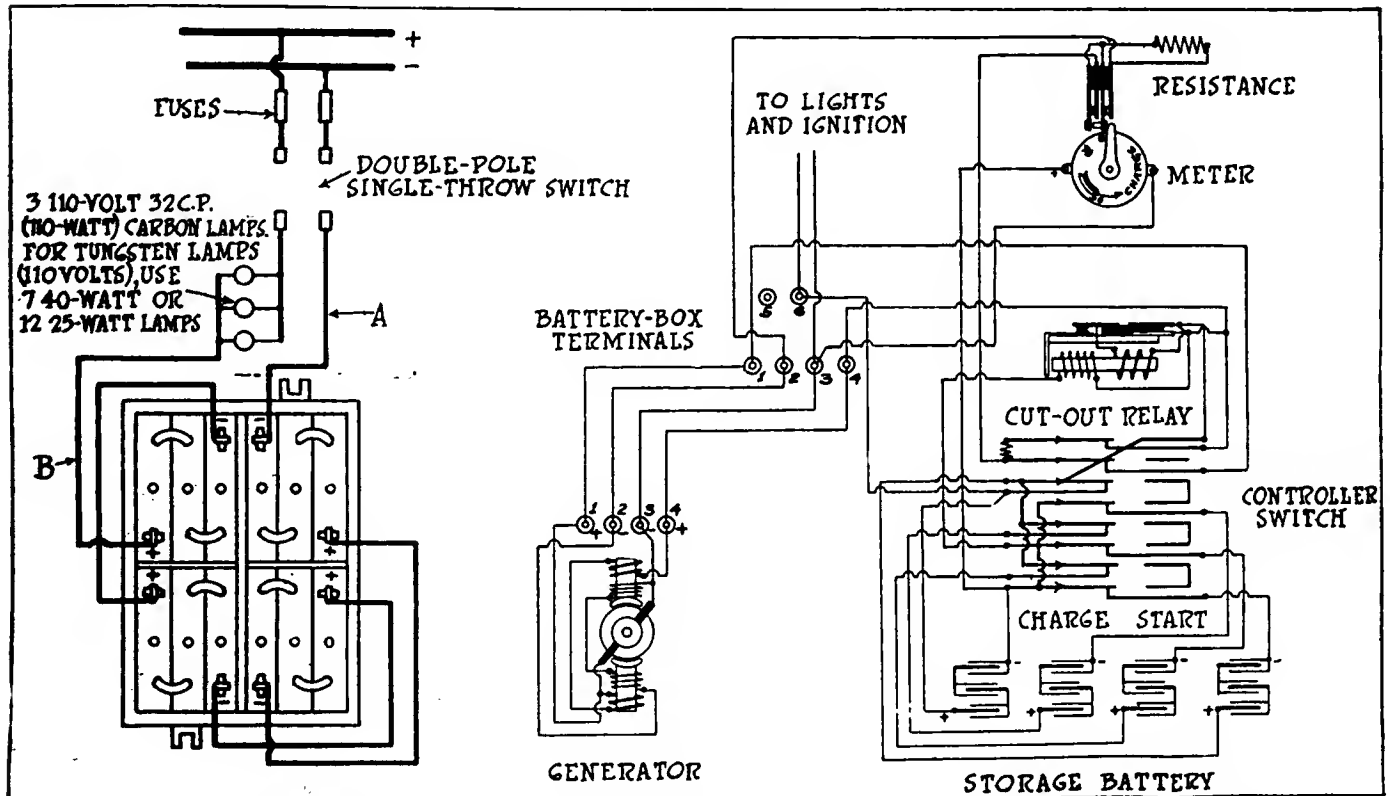 +
-
FUSES
DOUBLE-POLE
SINGLE-THROW SWITCH
3 110-VOLT 32 C.P.
(110-WATT) CARBON LAMPS.
FOR TUNGSTEN LAMPS
(110 VOLTS), USE
7 40-WATT OR
12 25-WATT LAMPS
A
B
- -
+ +
+ +
- -
TO LIGHTS
AND IGNITION
RESISTANCE
METER
+ -
CHARGE
BATTERY-BOX
TERMINALS
5 6
1 2 3 4
CUT-OUT RELAY
CONTROLLER
SWITCH
CHARGE START
1 2 3 4
+ - - +
GENERATOR
- - - -
+ + + +
STORAGE BATTERY